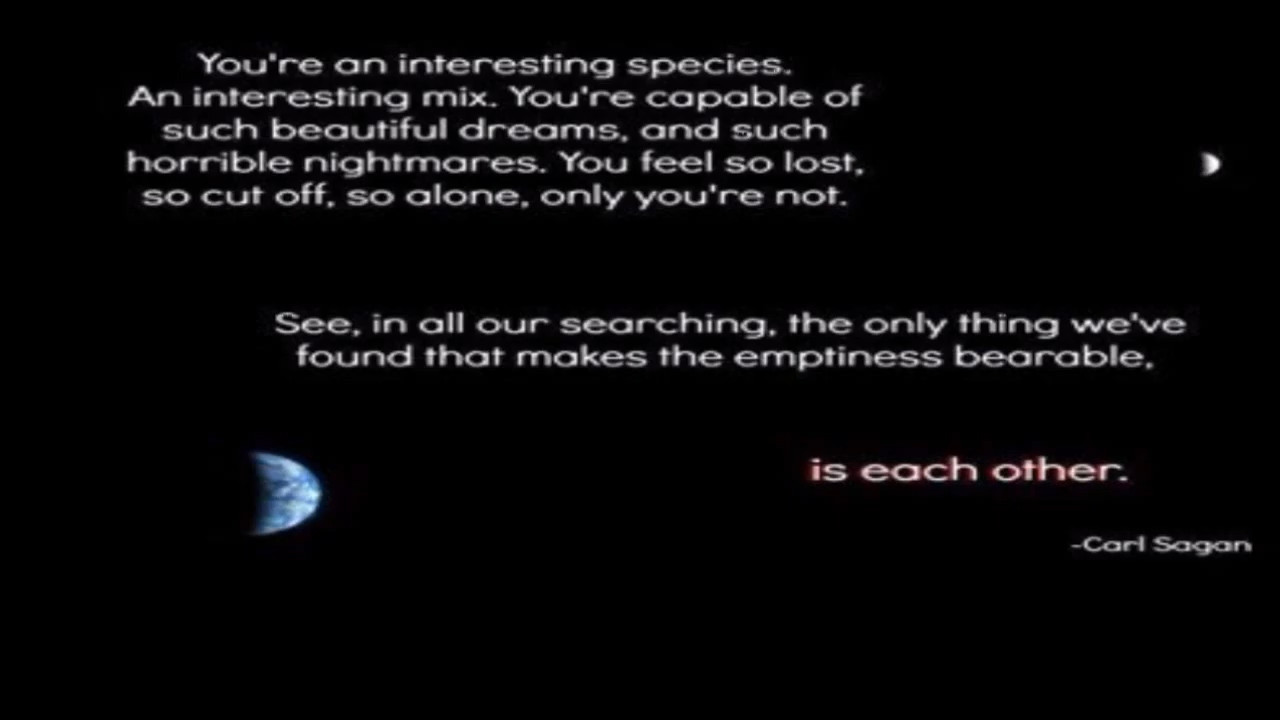 You're an interesting species.
An interesting mix. You're capable of
such beautiful dreams, and such
horrible nightmares. You feel so lost,
so cut off, so alone, only you're not.
See, in all our searching, the only thing we've
found that makes the emptiness bearable,
is each other.
-Carl Sagan